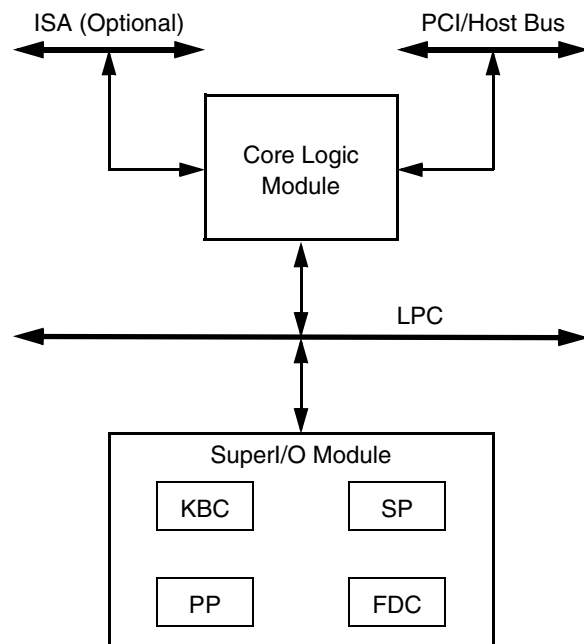 ISA (Optional)
PCI/Host Bus
Core Logic
Module
LPC
SuperI/O Module
KBC
SP
PP
FDC